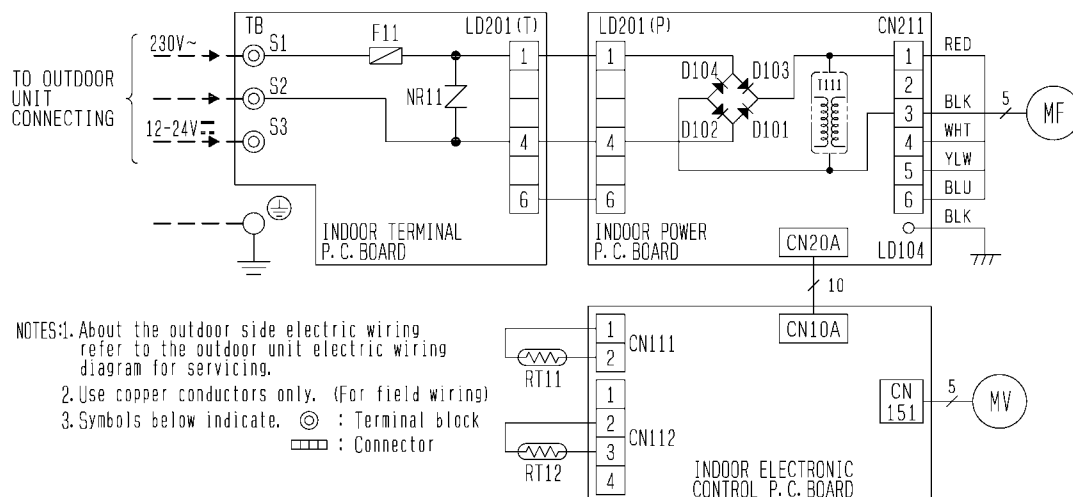 TB
LD201(T)
LD201(P)
CN211
230V~
S1
F11
1
1
1
RED
D104
D103
T111
2
TO OUTDOOR
UNIT
CONNECTING
S2
NR11
BLK
5
MF
3
12-24V
S3
D102
D101
4
4
4
WHT
5
YLW
6
6
6
BLU
BLK
INDOOR TERMINAL
P.C.BOARD
INDOOR POWER
P.C.BOARD
CN20A
LD104
10
CN10A
NOTES:1. About the outdoor side electric wiring
refer to the outdoor unit electric wiring
diagram for servicing.
2. Use copper conductors only. (For field wiring)
3. Symbols below indicate. : Terminal block
: Connector
1
2
CN111
RT11
1
2
3
4
CN112
RT12
CN
151
5
MV
INDOOR ELECTRONIC
CONTROL P.C.BOARD